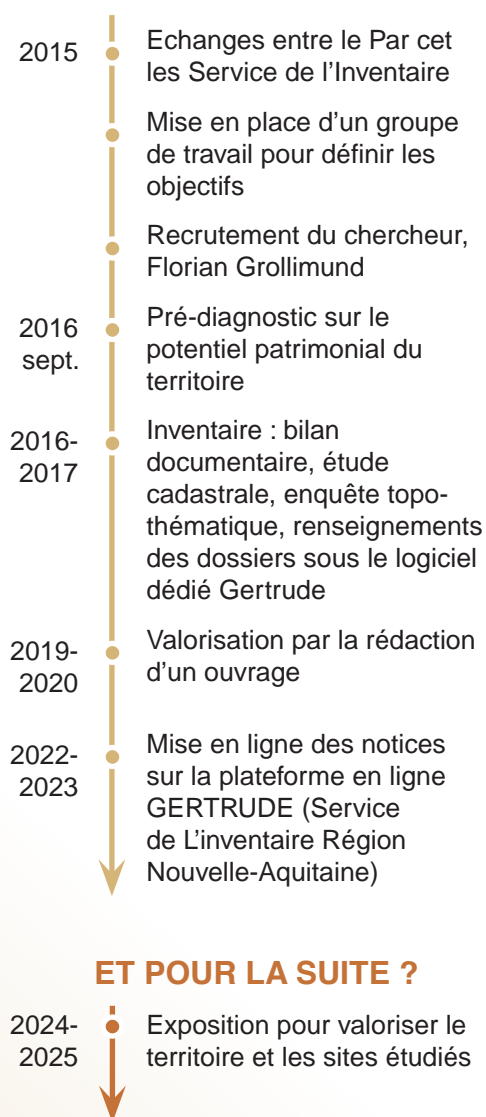 2015
Echanges entre le Par cet
les Service de l'Inventaire
Mise en place d'un groupe
de travail pour définir les
objectifs
Recrutement du chercheur,
Florian Grollimund
2016
sept.
Pré-diagnostic sur le
potentiel patrimonial du
territoire
2016-
2017
Inventaire : bilan
documentaire, étude
cadastrale, enquête topo-
thématique, renseignements
des dossiers sous le logiciel
dédié Gertrude
2019-
2020
Valorisation par la rédaction
d'un ouvrage
2022-
2023
Mise en ligne des notices
sur la plateforme en ligne
GERTRUDE (Service
de L'inventaire Région
Nouvelle-Aquitaine)
ET POUR LA SUITE ?
2024-
2025
Exposition pour valoriser le
territoire et les sites étudiés